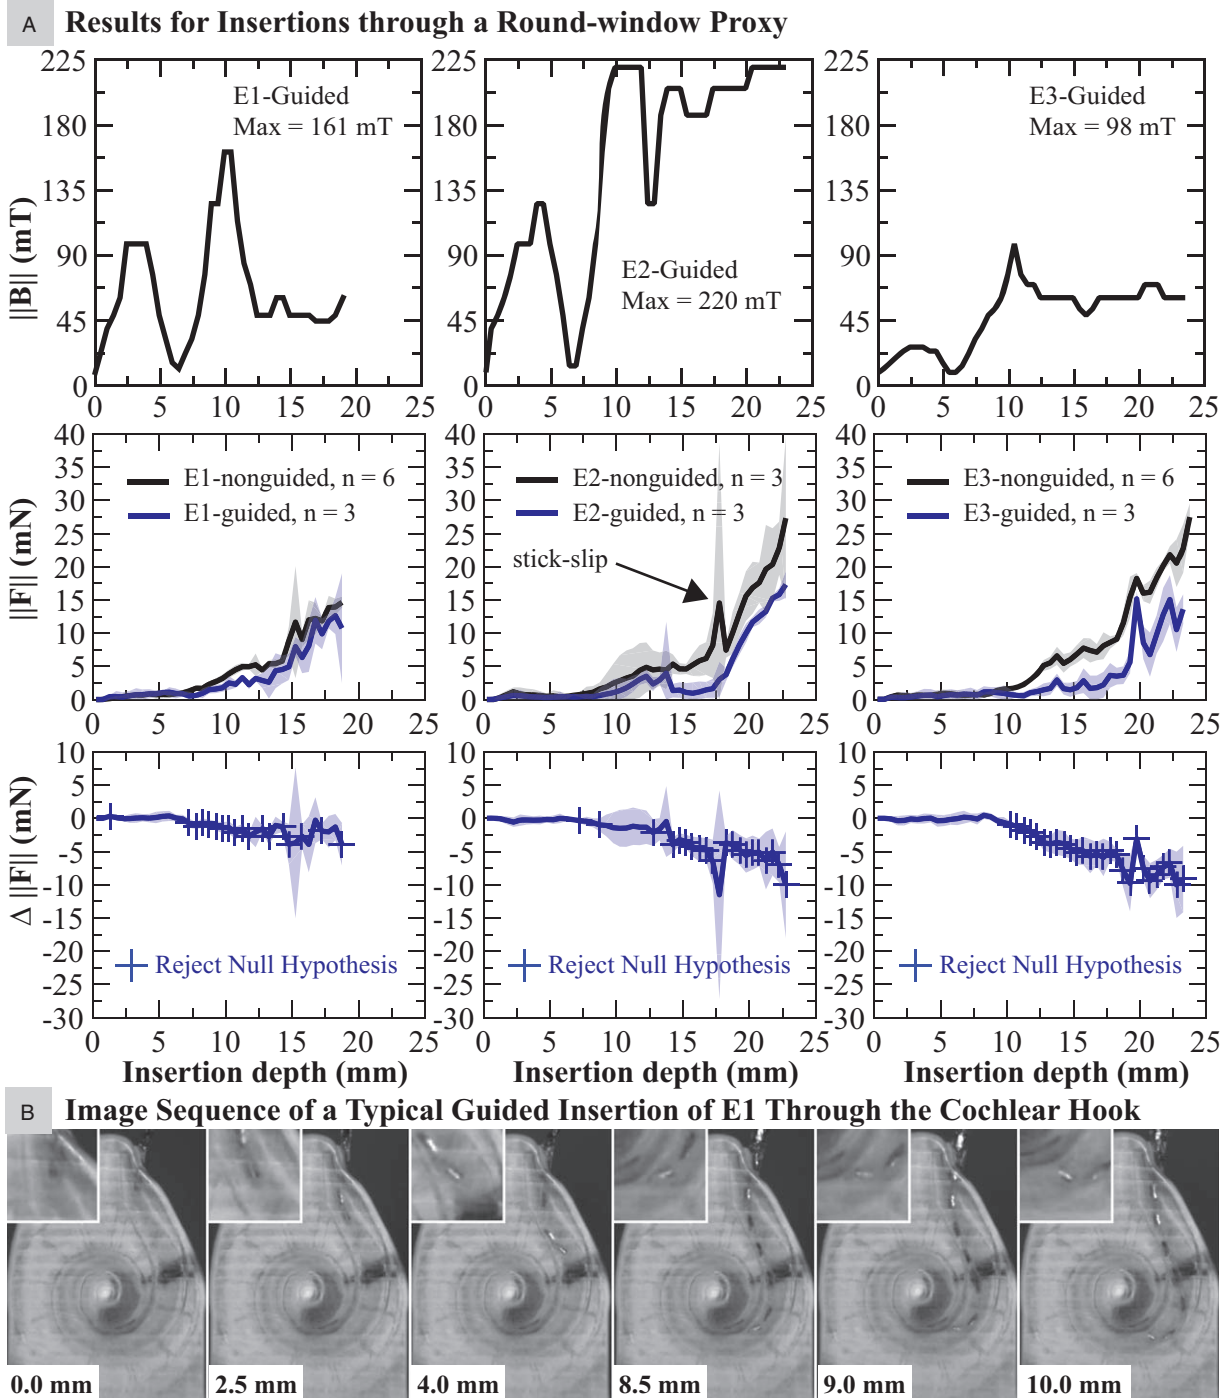 A Results for Insertions through a Round-window Proxy
||B|| (mT)
225
180
135
90
45
0
0 5 10 15 20 25
E1-Guided
Max = 161 mT
225
180
135
90
45
0
0 5 10 15 20 25
E2-Guided
Max = 220 mT
225
180
135
90
45
0
0 5 10 15 20 25
E3-Guided
Max = 98 mT
||F|| (mN)
40
35
30
25
20
15
10
5
0
0 5 10 15 20 25
E1-nonguided, n = 6
E1-guided, n = 3
40
35
30
25
20
15
10
5
0
0 5 10 15 20 25
E2-nonguided, n = 3
E2-guided, n = 3
stick-slip
40
35
30
25
20
15
10
5
0
0 5 10 15 20 25
E3-nonguided, n = 6
E3-guided, n = 3
Δ ||F|| (mN)
10
5
0
-5
-10
-15
-20
-25
-30
0 5 10 15 20 25
Reject Null Hypothesis
Insertion depth (mm)
10
5
0
-5
-10
-15
-20
-25
-30
0 5 10 15 20 25
Reject Null Hypothesis
Insertion depth (mm)
10
5
0
-5
-10
-15
-20
-25
-30
0 5 10 15 20 25
Reject Null Hypothesis
Insertion depth (mm)
B Image Sequence of a Typical Guided Insertion of E1 Through the Cochlear Hook
0.0 mm
2.5 mm
4.0 mm
8.5 mm
9.0 mm
10.0 mm